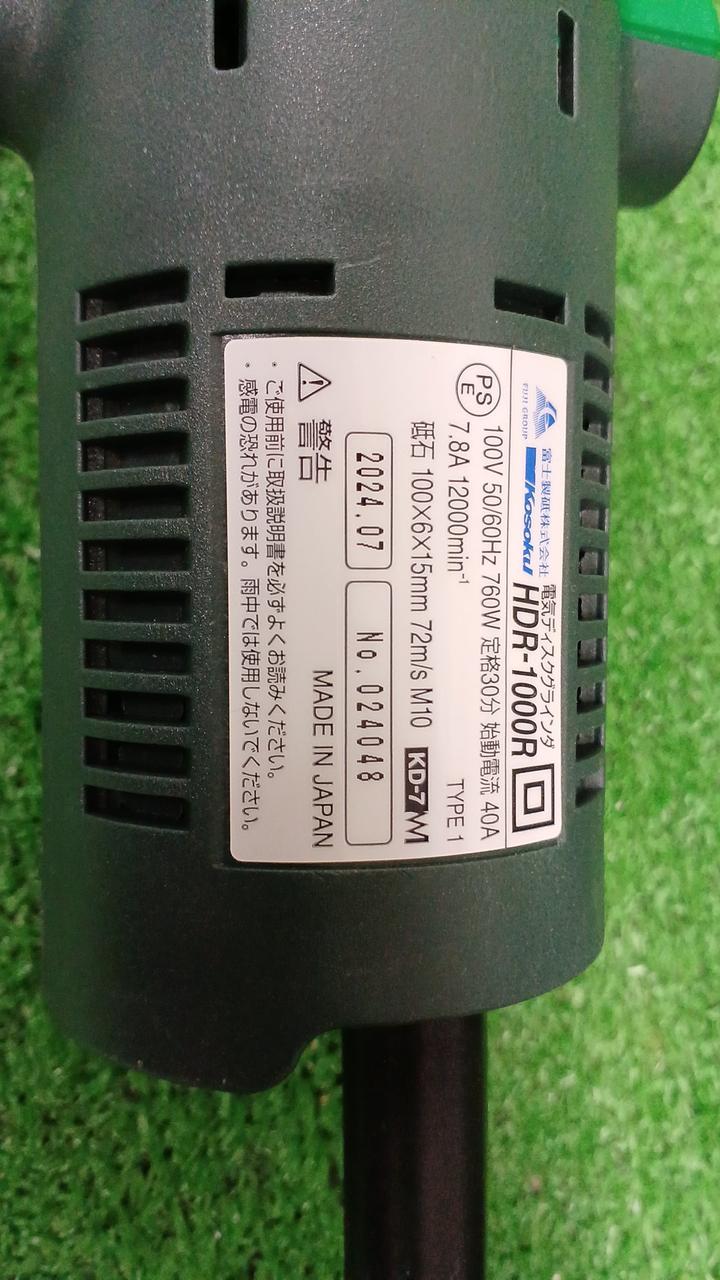 FUJI GROUP
富士製砥株式会社
Kosoku
電気ディスクグラインダ
HDR-1000R
PS
E
100V 50/60Hz 760W 定格30分 始動電流 40A
7.8A 12000min-1
TYPE 1
砥石 100×6×15mm 72m/s M10
KD-7M
2024.07
No.024048
警告
MADE IN JAPAN
・ご使用前に取扱説明書を必ずよくお読みください。
・感電の恐れがあります。雨中では使用しないでください。